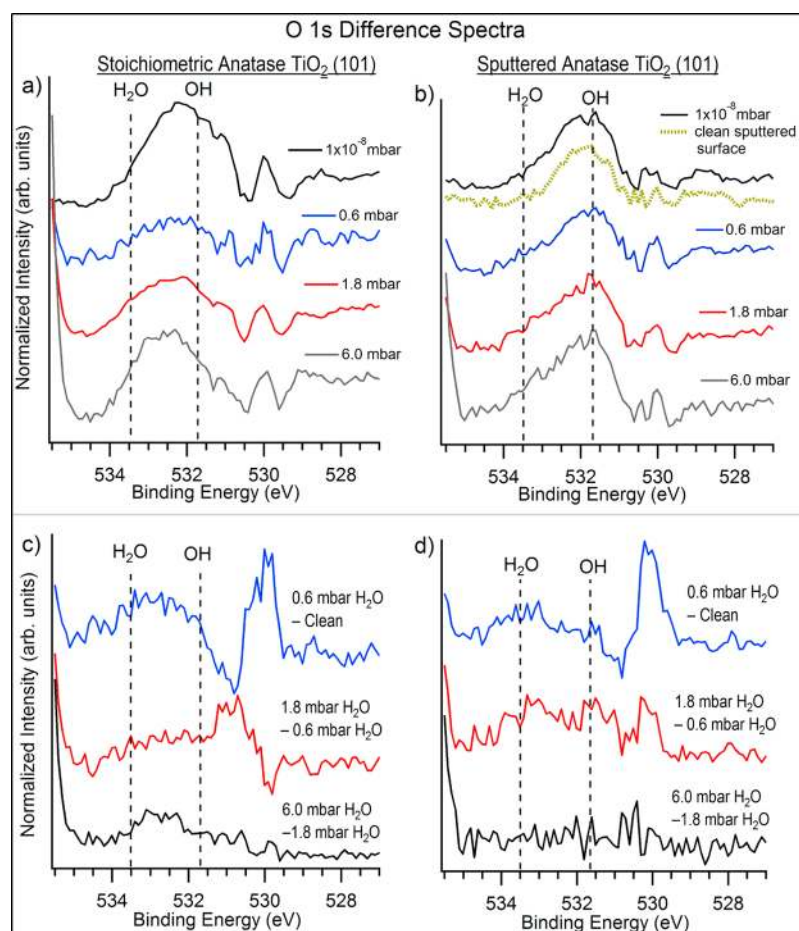 O 1s Difference Spectra
Stoichiometric Anatase TiO2 (101)
a)
H2O
OH
1x10-8 mbar
0.6 mbar
1.8 mbar
6.0 mbar
Normalized Intensity (arb. units)
534
532
530
528
Binding Energy (eV)
Sputtered Anatase TiO2 (101)
b)
H2O
OH
1x10-8 mbar
clean sputtered
surface
0.6 mbar
1.8 mbar
6.0 mbar
534
532
530
528
Binding Energy (eV)
c)
H2O
OH
0.6 mbar H2O
– Clean
1.8 mbar H2O
– 0.6 mbar H2O
6.0 mbar H2O
–1.8 mbar H2O
Normalized Intensity (arb. units)
534
532
530
528
Binding Energy (eV)
d)
H2O
OH
0.6 mbar H2O
– Clean
1.8 mbar H2O
– 0.6 mbar H2O
6.0 mbar H2O
–1.8 mbar H2O
534
532
530
528
Binding Energy (eV)